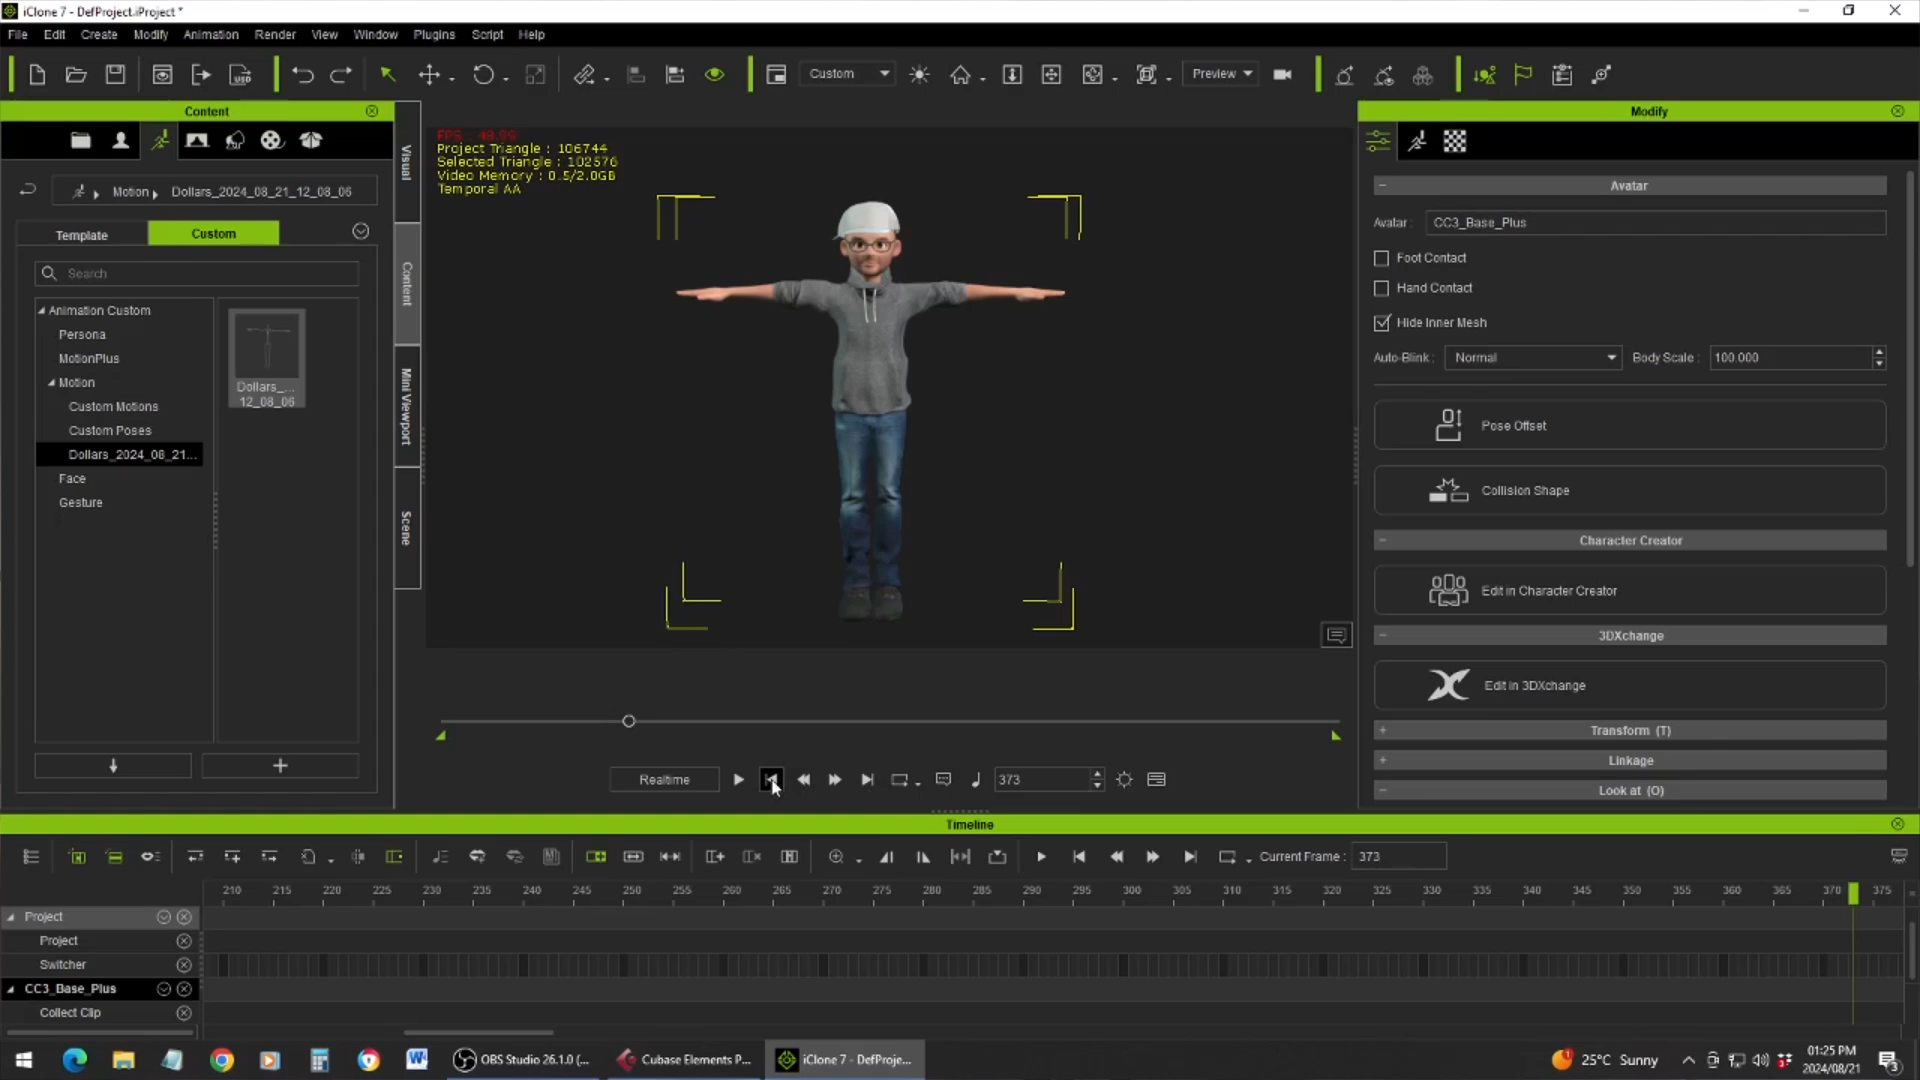 iClone 7 - DefProject.iProject *
File Edit Create Modify Animation Render View Window Plugins Script Help
Custom
Preview
Content
Motion
Dollars_2024_08_21_12_08_06
Template
Custom
Search
Animation Custom
Persona
MotionPlus
Motion
Custom Motions
Custom Poses
Dollars_2024_08_21...
Face
Gesture
Dollars_...
12_08_06
Visual
Content
Mini Viewport
Scene
FPS : 49.99
Project Triangle : 106744
Selected Triangle : 102576
Video Memory : 0.5/2.0GB
Temporal AA
Realtime
373
Modify
Avatar
Avatar : CC3_Base_Plus
Foot Contact
Hand Contact
Hide Inner Mesh
Auto-Blink : Normal Body Scale : 100.000
Pose Offset
Collision Shape
Character Creator
Edit in Character Creator
3DXchange
Edit in 3DXchange
Transform (T)
Linkage
Look at (O)
Timeline
Current Frame : 373
210 215 220 225 230 235 240 245 250 255 260 265 270 275 280 285 290 295 300 305 310 315 320 325 330 335 340 345 350 355 360 365 370 375
Project
Project
Switcher
CC3_Base_Plus
Collect Clip
OBS Studio 26.1.0 (...
Cubase Elements P...
iClone 7 - DefProje...
1
25°C Sunny
01:25 PM
2024/08/21
3